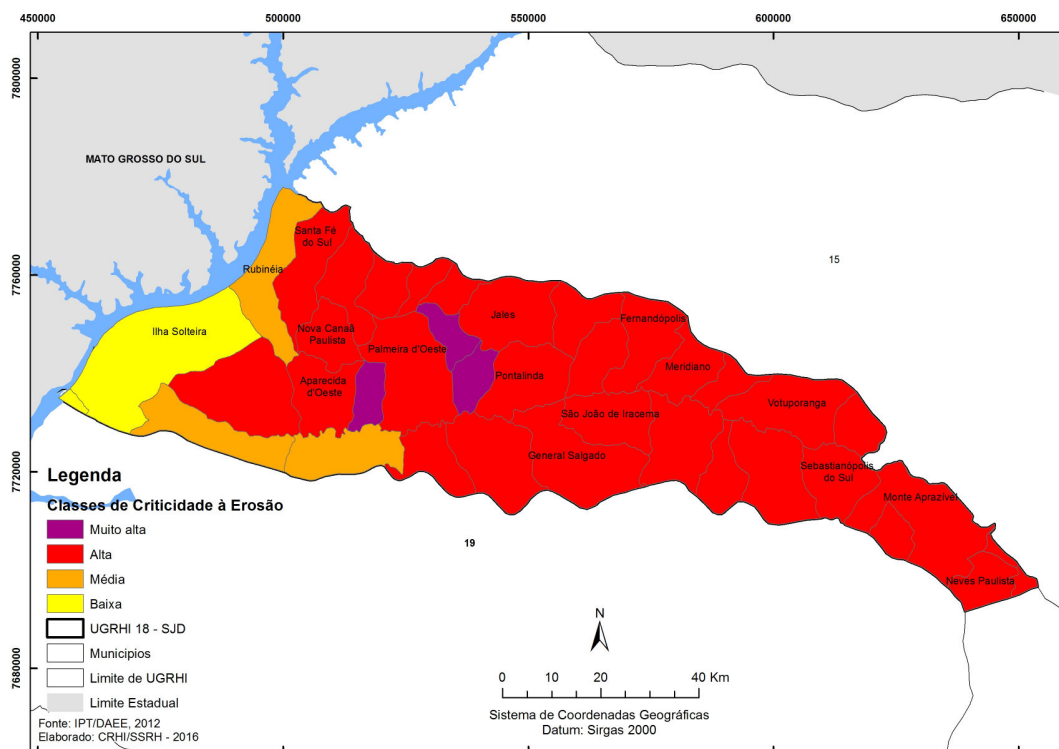 450000
500000
550000
600000
650000
7800000
7760000
7720000
7680000
MATO GROSSO DO SUL
15
19
Santa Fé
do Sul
Rubinéia
Ilha Solteira
Nova Canaã
Paulista
Jales
Fernandópolis
Palmeira d'Oeste
Aparecida
d'Oeste
Pontalinda
Meridiano
Votuporanga
São João de Iracema
General Salgado
Sebastianópolis
do Sul
Monte Aprazível
Neves Paulista
Legenda
Classes de Criticidade à Erosão
Muito alta
Alta
Média
Baixa
UGRHI 18 - SJD
Municipios
Limite de UGRHI
Limite Estadual
Fonte: IPT/DAEE, 2012
Elaborado: CRHI/SSRH - 2016
N
0 10 20 40 Km
Sistema de Coordenadas Geográficas
Datum: Sirgas 2000